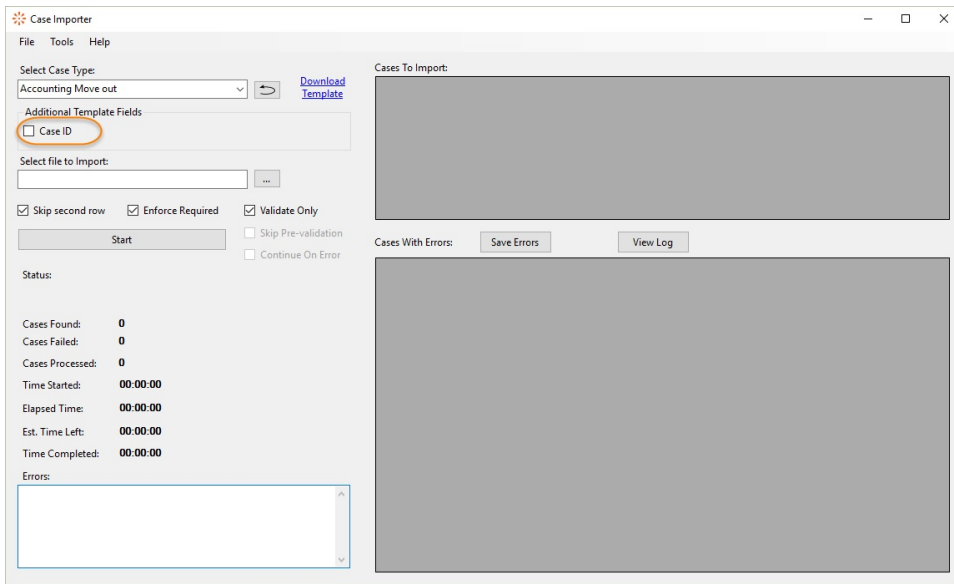 Case Importer
File Tools Help
Select Case Type:
Accounting Move out
Download
Template
Additional Template Fields
Case ID
Select file to Import:
...
Skip second row Enforce Required Validate Only
Start
Skip Pre-validation
Continue On Error
Status:
Cases Found: 0
Cases Failed: 0
Cases Processed: 0
Time Started: 00:00:00
Elapsed Time: 00:00:00
Est. Time Left: 00:00:00
Time Completed: 00:00:00
Errors:
Cases To Import:
Cases With Errors: Save Errors View Log